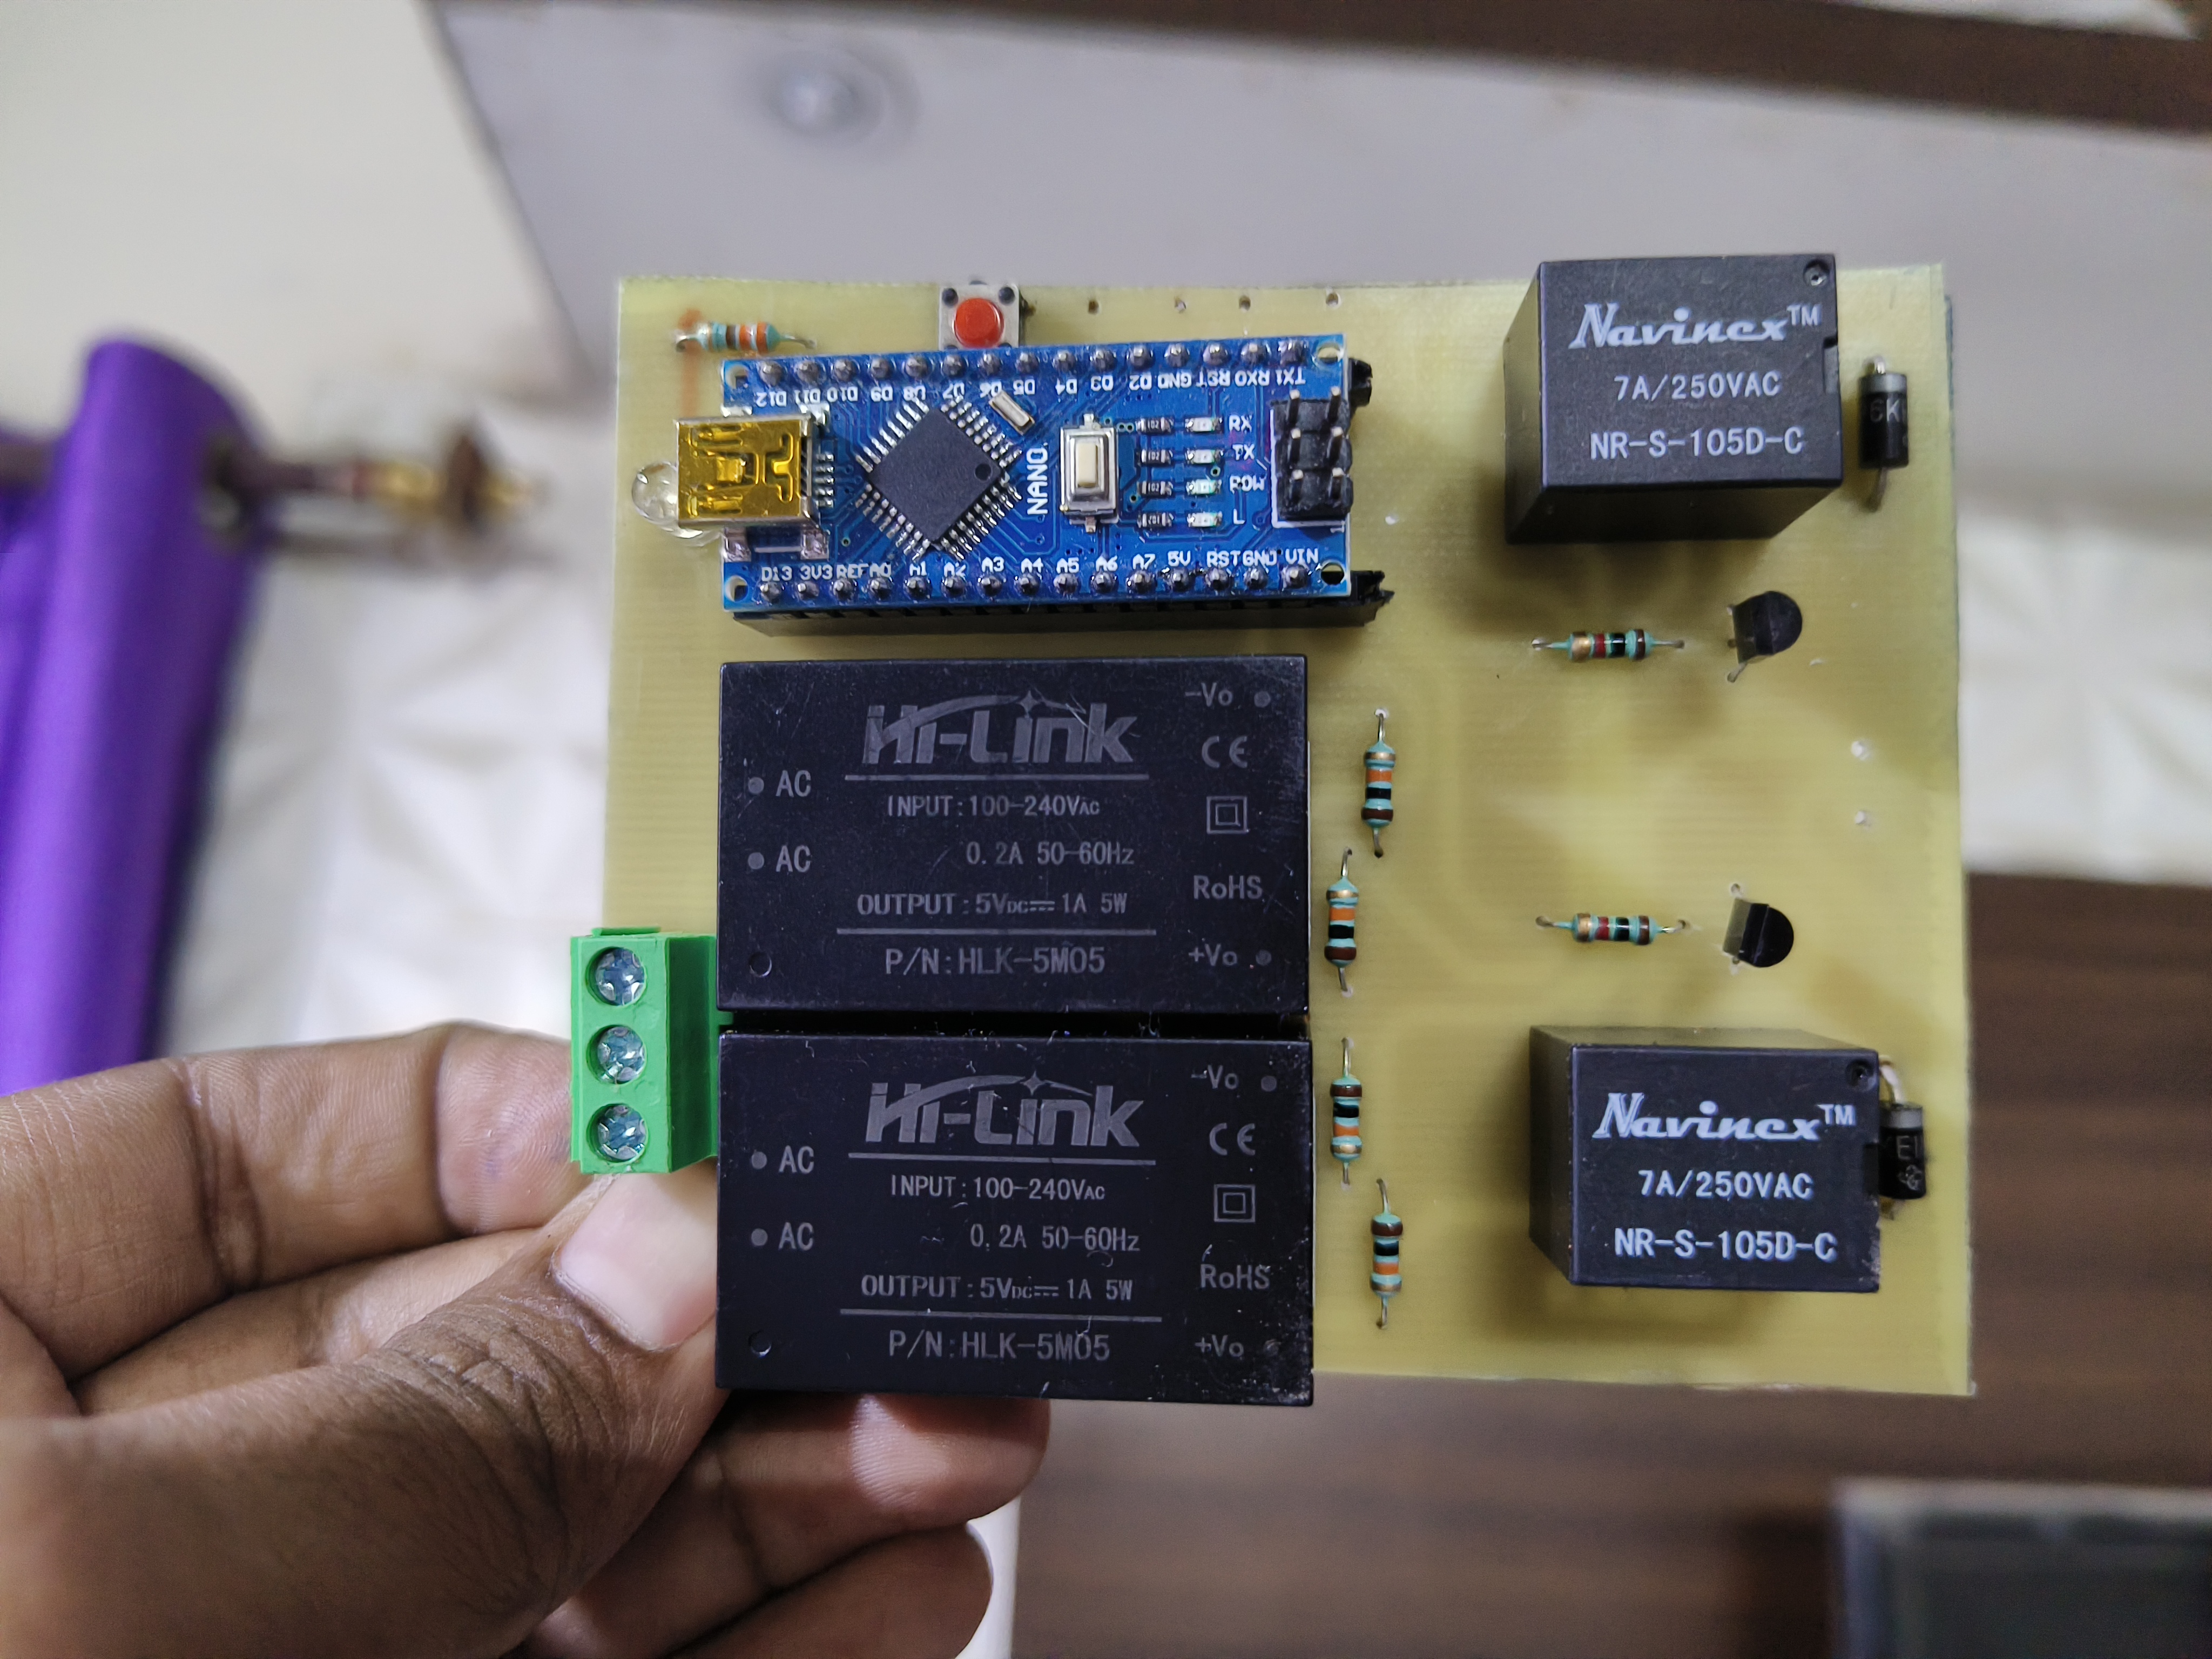 Navinex™
7A/250VAC
NR-S-105D-C
D12 D11 D10 D9 D8 D7 D6 D5 D4 D3 D2 GND RST RX0 TX1
RX
TX
POW
L
1
NANO
D13 3V3 REF A0 A1 A2 A3 A4 A5 A6 A7 5V RST GND VIN
Hi-Link
-Vo
CE
AC
INPUT:100-240VAC
AC
0.2A 50-60Hz
RoHS
OUTPUT:5VDC⎓1A 5W
P/N:HLK-5M05
+Vo
Hi-Link
-Vo
CE
AC
INPUT:100-240VAC
AC
0.2A 50-60Hz
RoHS
OUTPUT:5VDC⎓1A 5W
P/N:HLK-5M05
+Vo
Navinex™
7A/250VAC
NR-S-105D-C